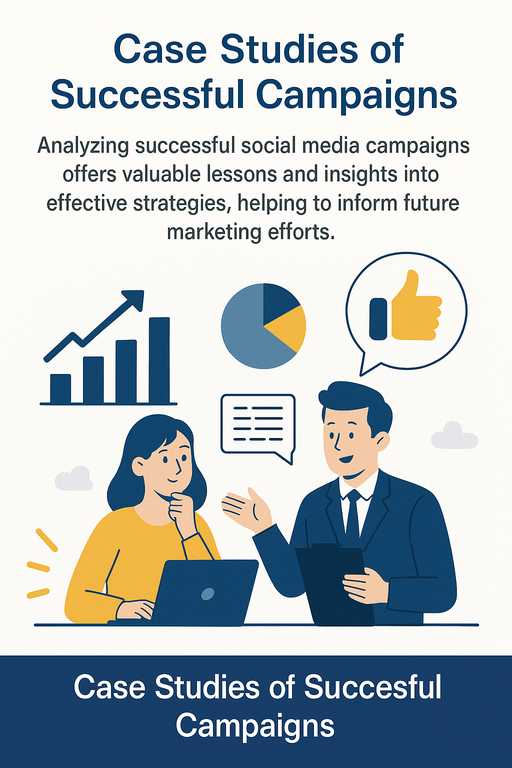 Case Studies of
Successful Campaigns
Analyzing successful social media campaigns
offers valuable lessons and insights into
effective strategies, helping to inform future
marketing efforts.
Case Studies of Succesful
Campaigns